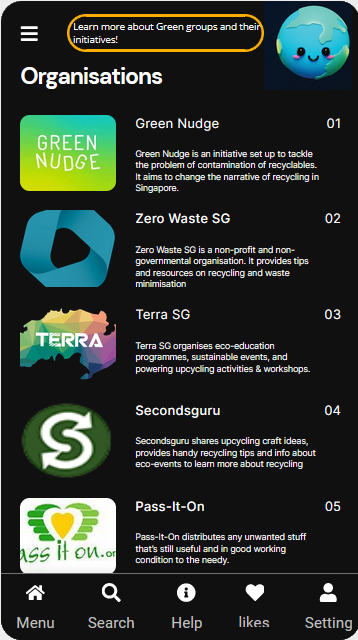 Learn more about Green groups and their
initiatives!
Organisations
GREEN
NUDGE
Green Nudge
01
Green Nudge is an initiative set up to tackle
the problem of contamination of recyclables.
It aims to change the narrative of recycling in
Singapore.
Zero Waste SG
02
Zero Waste SG is a non-profit and non-
governmental organisation. It provides tips
and resources on recycling and waste
minimisation
TERRA
Terra SG
03
Terra SG organises eco-education
programmes, sustainable events, and
powering upcycling activities & workshops.
S
Secondsguru
04
Secondsguru shares upcycling craft ideas,
provides handy recycling tips and info about
eco-events to learn more about recycling
ass it on.or
Pass-It-On
05
Pass-It-On distributes any unwanted stuff
that's still useful and in good working
condition to the needy.
Menu
Search
Help
likes
Setting